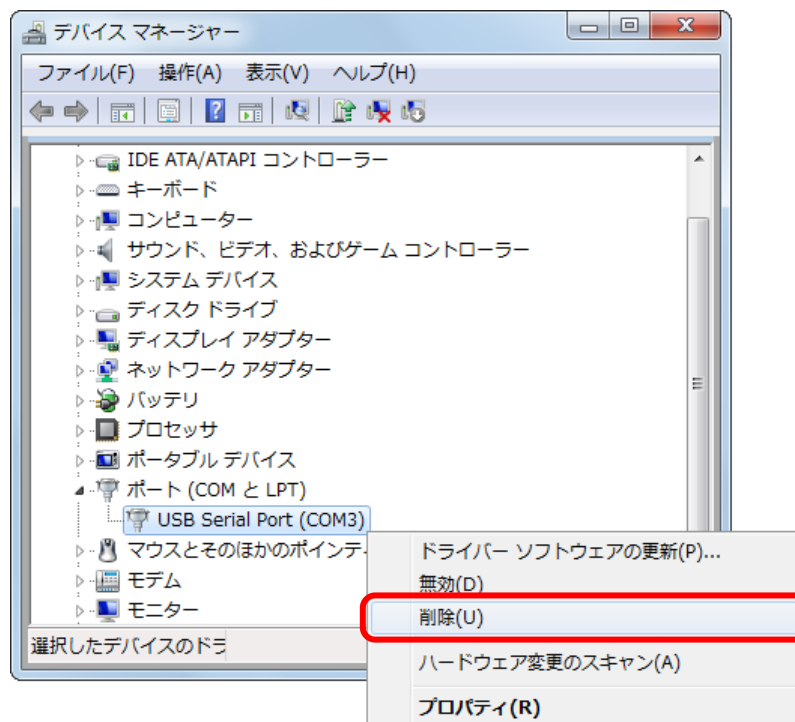 デバイス マネージャー
ファイル(F) 操作(A) 表示(V) ヘルプ(H)
IDE ATA/ATAPI コントローラー
キーボード
コンピューター
サウンド、ビデオ、およびゲーム コントローラー
システム デバイス
ディスク ドライブ
ディスプレイ アダプター
ネットワーク アダプター
バッテリ
プロセッサ
ポータブル デバイス
ポート (COM と LPT)
USB Serial Port (COM3)
マウスとそのほかのポインティ
モデム
モニター
選択したデバイスのドラ
ドライバー ソフトウェアの更新(P)...
無効(D)
削除(U)
ハードウェア変更のスキャン(A)
プロパティ(R)